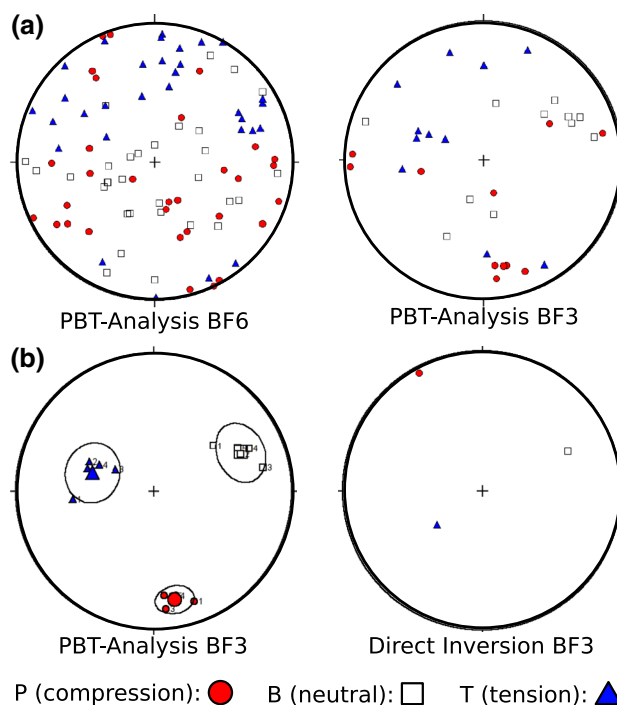 (a)
PBT-Analysis BF6 PBT-Analysis BF3
(b)
PBT-Analysis BF3 Direct Inversion BF3
P (compression): B (neutral): T (tension):